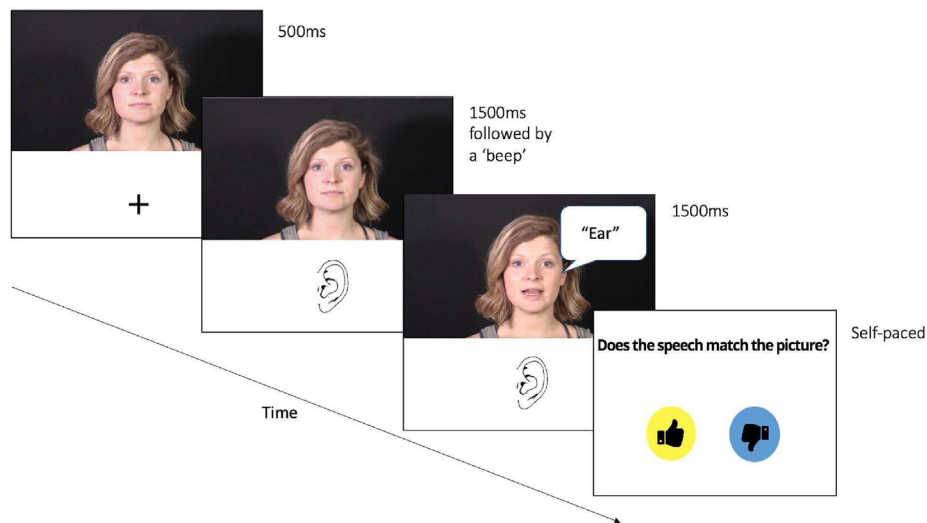 500ms
+
1500ms
followed by
a ‘beep’
1500ms
“Ear”
Self-paced
Does the speech match the picture?
Time